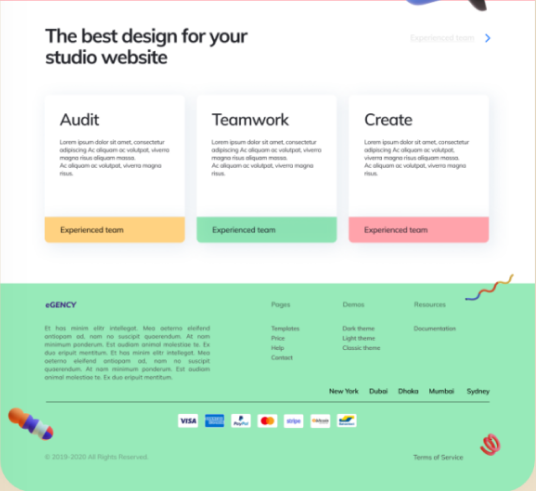 The best design for your
studio website
Experienced team
Audit
Lorem ipsum dolor sit amet, consectetur
adipiscing Ac aliquam ac volutpat, viverra
magna risus aliquam massa.
Ac aliquam ac volutpat, viverra magna
risus.
Experienced team
Teamwork
Lorem ipsum dolor sit amet, consectetur
adipiscing Ac aliquam ac volutpat, viverra
magna risus aliquam massa.
Ac aliquam ac volutpat, viverra magna
risus.
Experienced team
Create
Lorem ipsum dolor sit amet, consectetur
adipiscing Ac aliquam ac volutpat, viverra
magna risus aliquam massa.
Ac aliquam ac volutpat, viverra magna
risus.
Experienced team
eGENCY
Et has minim elitr intellegat. Mea aeterno eleifend
antiopam ad, nam no suscipit quaerendum. At nam
minimum ponderum. Est audiam animal molestiae te. Ex
duo eripuit mentitum. Et has minim elitr intellegat. Mea
aeterno eleifend antiopam ad, nam no suscipit
quaerendum. At nam minimum ponderum. Est audiam
animal molestiae te. Ex duo eripuit mentitum.
Pages
Templates
Price
Help
Contact
Demos
Dark theme
Light theme
Classic theme
Resources
Documentation
New York Dubai Dhaka Mumbai Sydney
VISA
PayPal
stripe
© 2019-2020 All Rights Reserved.
Terms of Service